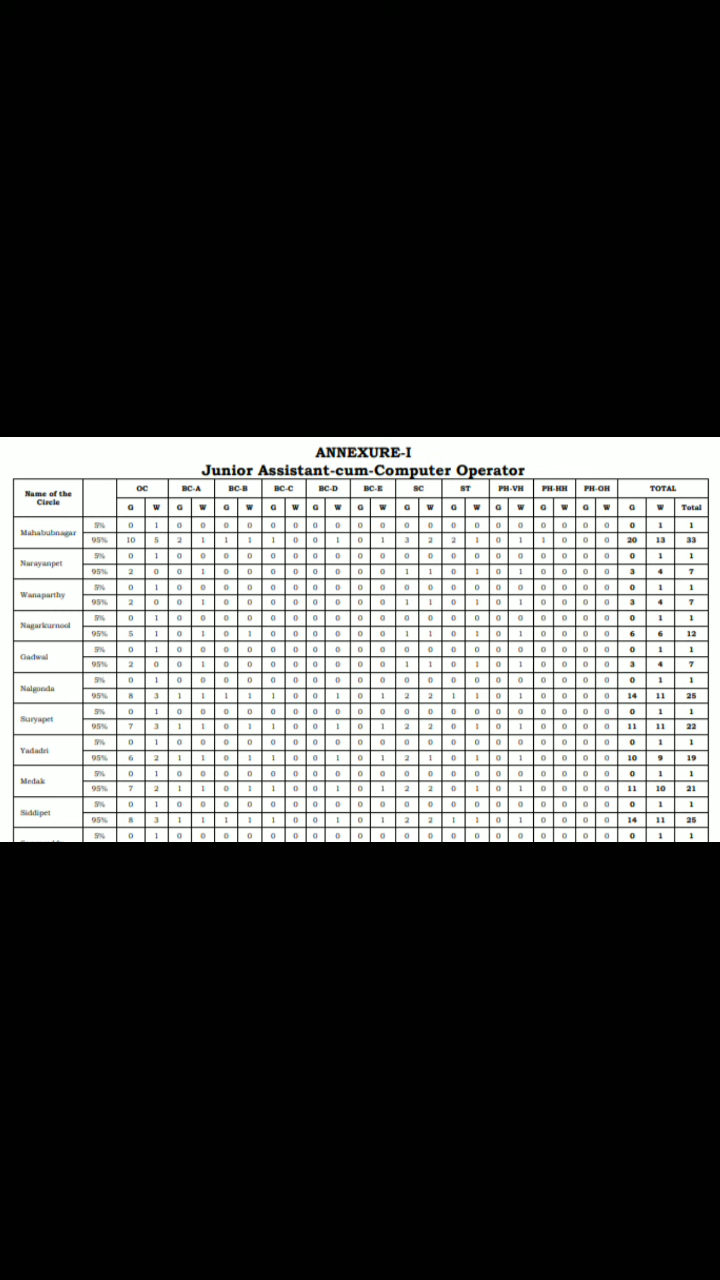 ANNEXURE-I
Junior Assistant-cum-Computer Operator
Name of the Circle OC BC-A BC-B BC-C BC-D BC-E SC ST PH-VH PH-HH PH-OH TOTAL
G W G W G W G W G W G W G W G W G W G W G W G W Total
Mahabubnagar
5% 0 1 0 0 0 0 0 0 0 0 0 0 0 0 0 0 0 0 0 0 0 0 0 1 1
95% 10 5 2 1 1 1 1 0 0 1 0 1 3 2 2 1 0 1 1 0 0 0 20 13 33
Narayanpet
5% 0 1 0 0 0 0 0 0 0 0 0 0 0 0 0 0 0 0 0 0 0 0 0 1 1
95% 2 0 0 1 0 0 0 0 0 0 0 0 1 1 0 1 0 1 0 0 0 0 3 4 7
Wanaparthy
5% 0 1 0 0 0 0 0 0 0 0 0 0 0 0 0 0 0 0 0 0 0 0 0 1 1
95% 2 0 0 1 0 0 0 0 0 0 0 0 1 1 0 1 0 1 0 0 0 0 3 4 7
Nagarkurnool
5% 0 1 0 0 0 0 0 0 0 0 0 0 0 0 0 0 0 0 0 0 0 0 0 1 1
95% 5 1 0 1 0 1 0 0 0 0 0 0 1 1 0 1 0 1 0 0 0 0 6 6 12
Gadwal
5% 0 1 0 0 0 0 0 0 0 0 0 0 0 0 0 0 0 0 0 0 0 0 0 1 1
95% 2 0 0 1 0 0 0 0 0 0 0 0 1 1 0 1 0 1 0 0 0 0 3 4 7
Nalgonda
5% 0 1 0 0 0 0 0 0 0 0 0 0 0 0 0 0 0 0 0 0 0 0 0 1 1
95% 8 3 1 1 1 1 1 0 0 1 0 1 2 2 1 1 0 1 0 0 0 0 14 11 25
Suryapet
5% 0 1 0 0 0 0 0 0 0 0 0 0 0 0 0 0 0 0 0 0 0 0 0 1 1
95% 7 3 1 1 0 1 1 0 0 1 0 1 2 2 0 1 0 1 0 0 0 0 11 11 22
Yadadri
5% 0 1 0 0 0 0 0 0 0 0 0 0 0 0 0 0 0 0 0 0 0 0 0 1 1
95% 6 2 1 1 0 1 1 0 0 1 0 1 2 1 0 1 0 1 0 0 0 0 10 9 19
Medak
5% 0 1 0 0 0 0 0 0 0 0 0 0 0 0 0 0 0 0 0 0 0 0 0 1 1
95% 7 2 1 1 0 1 1 0 0 1 0 1 2 2 0 1 0 1 0 0 0 0 11 10 21
Siddipet
5% 0 1 0 0 0 0 0 0 0 0 0 0 0 0 0 0 0 0 0 0 0 0 0 1 1
95% 8 3 1 1 1 1 1 0 0 1 0 1 2 2 1 1 0 1 0 0 0 0 14 11 25
5% 0 1 0 0 0 0 0 0 0 0 0 0 0 0 0 0 0 0 0 0 0 0 0 1 1